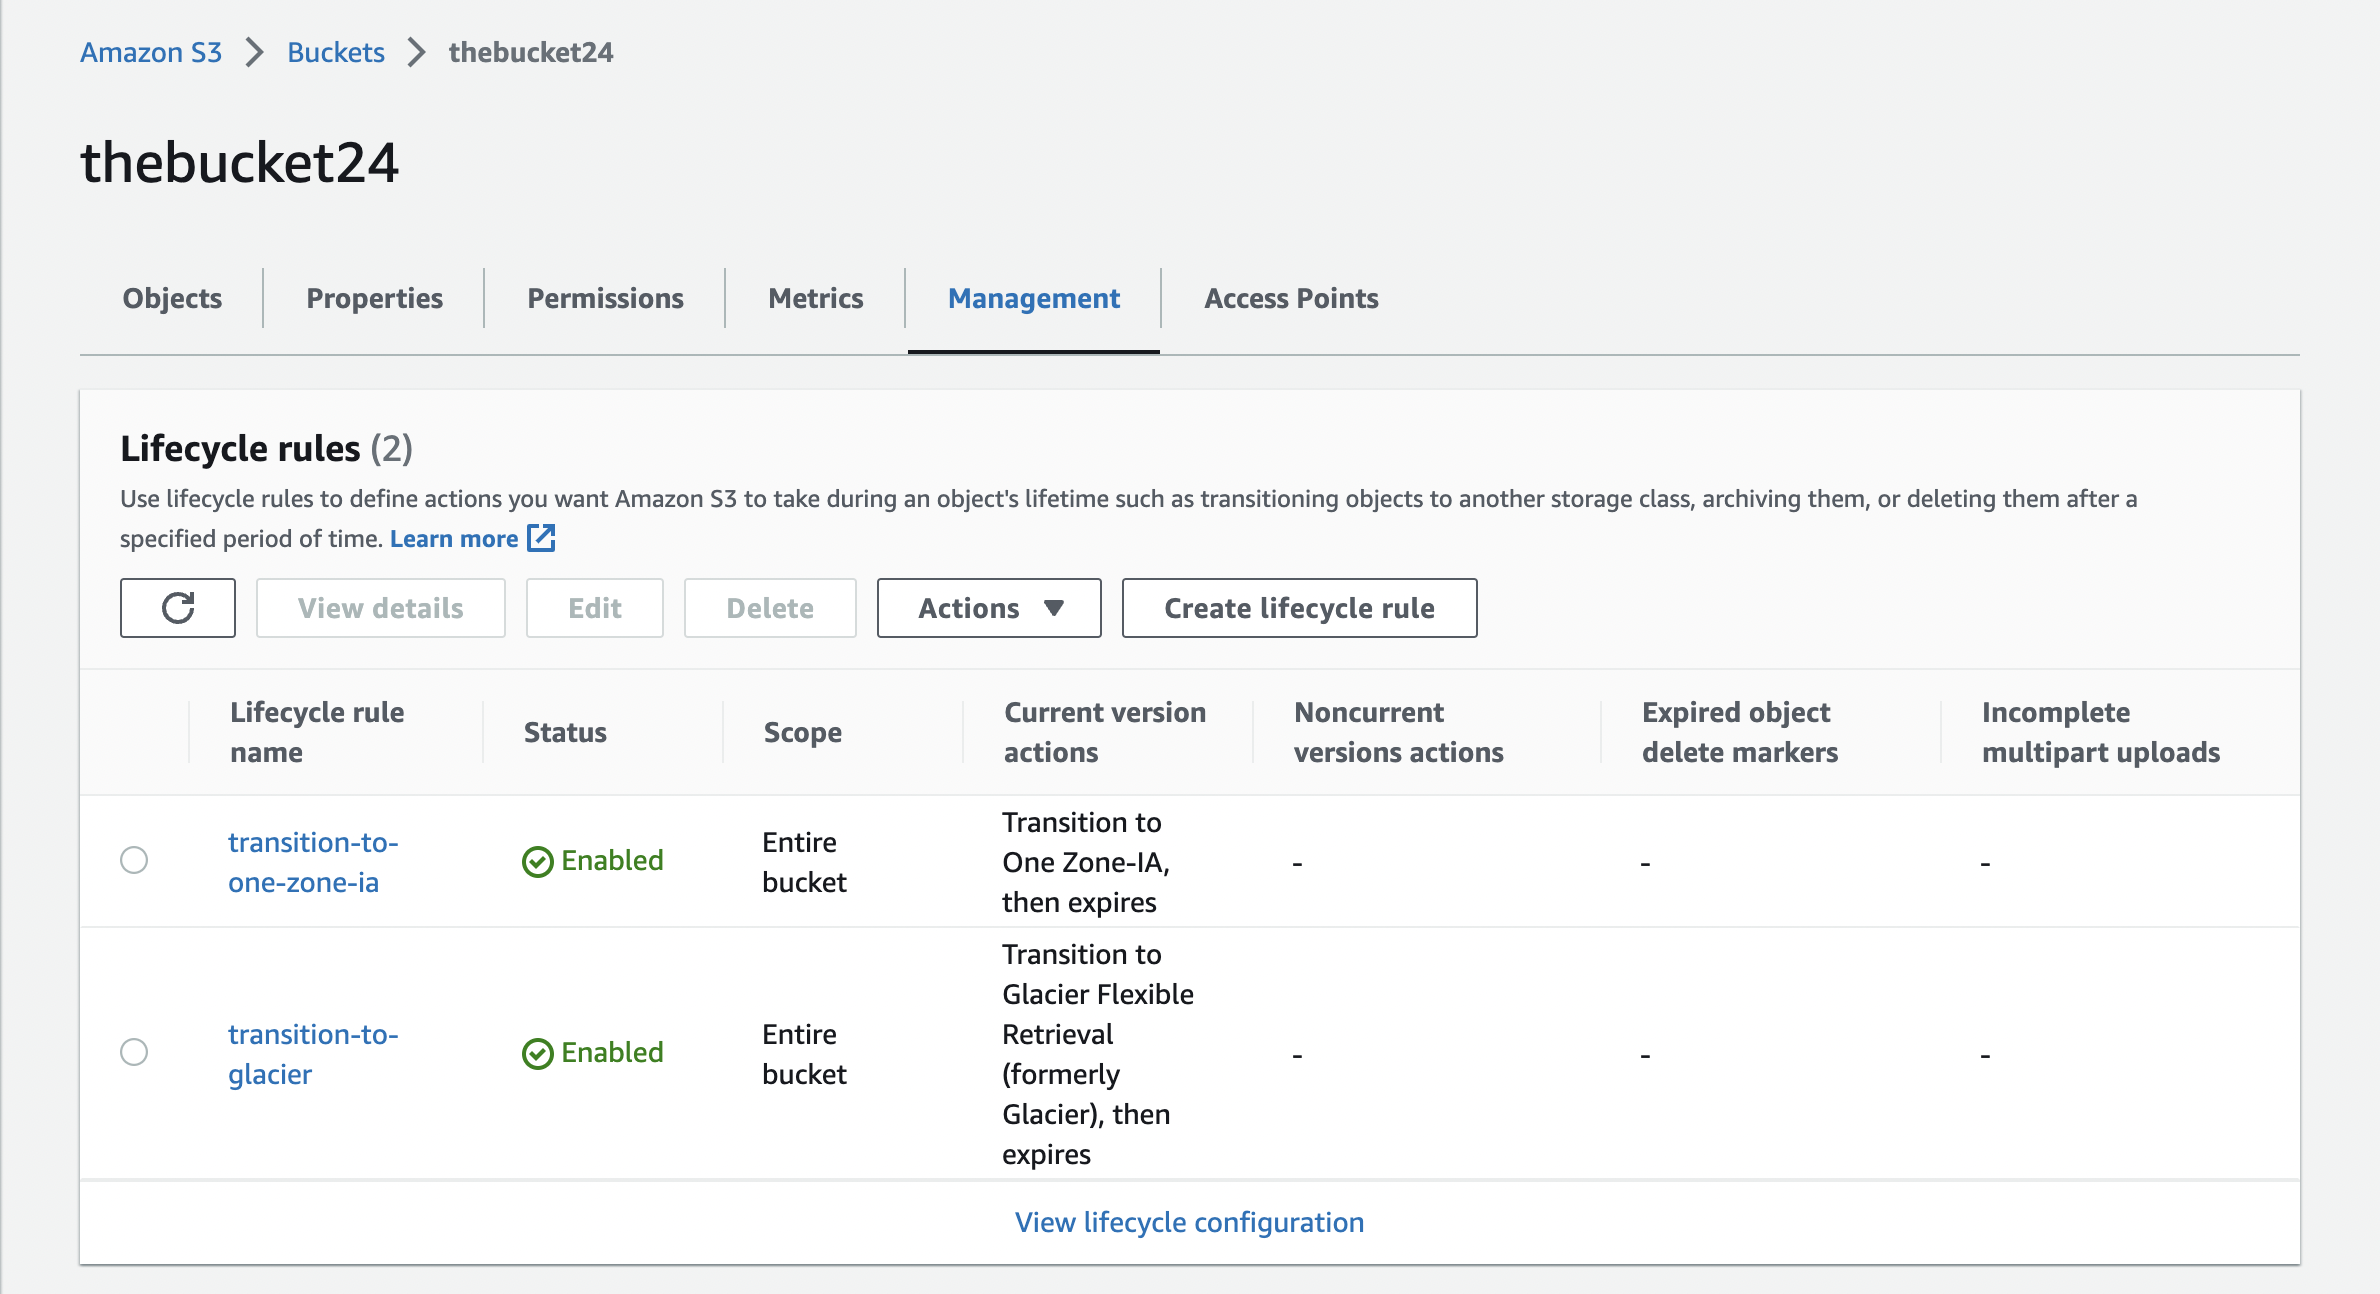 Amazon S3 > Buckets > thebucket24
thebucket24
Objects Properties Permissions Metrics Management Access Points
Lifecycle rules (2)
Use lifecycle rules to define actions you want Amazon S3 to take during an object's lifetime such as transitioning objects to another storage class, archiving them, or deleting them after a
specified period of time. Learn more
View details Edit Delete Actions Create lifecycle rule
Lifecycle rule
name
Status
Scope
Current version
actions
Noncurrent
versions actions
Expired object
delete markers
Incomplete
multipart uploads
transition-to-
one-zone-ia
Enabled
Entire
bucket
Transition to
One Zone-IA,
then expires
-
-
-
transition-to-
glacier
Enabled
Entire
bucket
Transition to
Glacier Flexible
Retrieval
(formerly
Glacier), then
expires
-
-
-
View lifecycle configuration